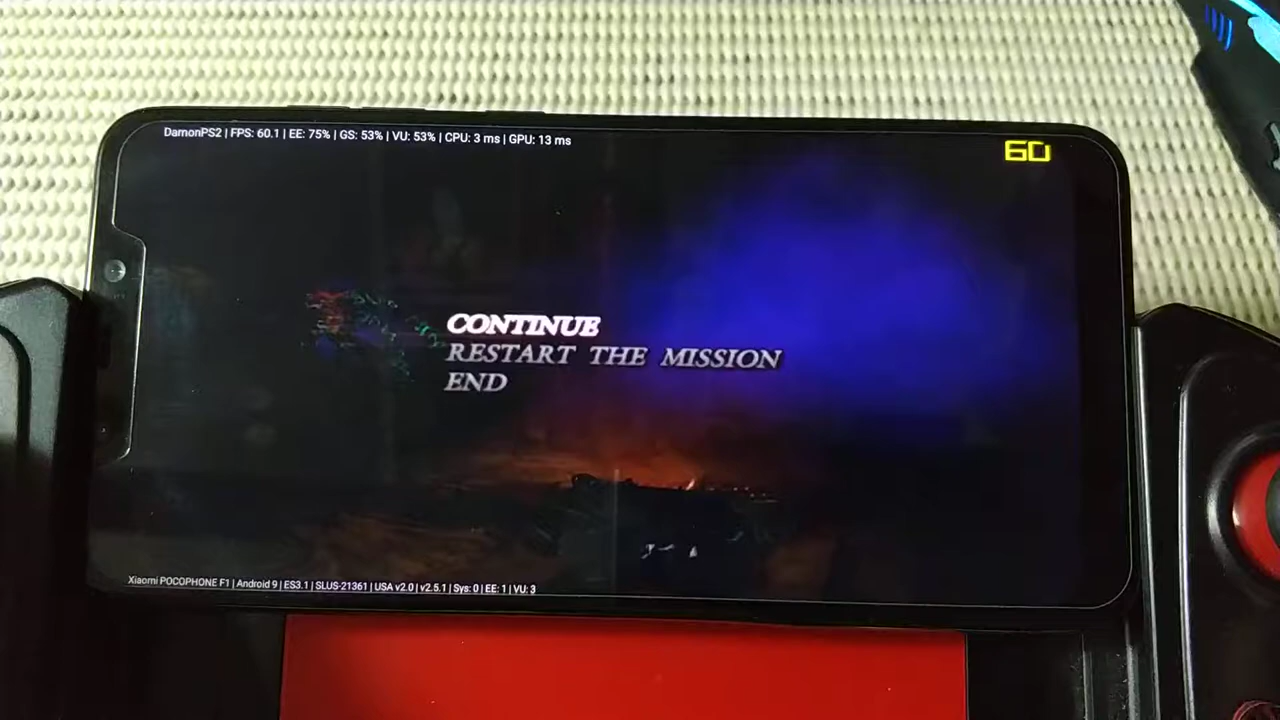 DamonPS2 | FPS: 60.1 | EE: 75% | GS: 53% | VU: 53% | CPU: 3 ms | GPU: 13 ms
60
CONTINUE
RESTART THE MISSION
END
Xiaomi POCOPHONE F1 | Android 9 | ES3.1 | SLUS-21361 | USA v2.0 | v2.5.1 | Sys: 0 | EE: 1 | VU: 3